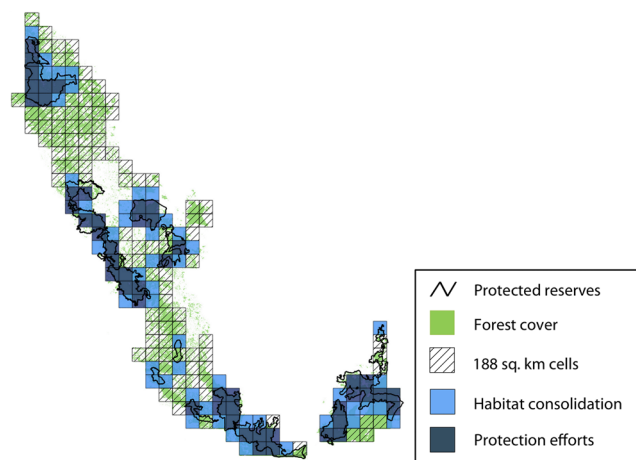 Protected reserves
Forest cover
188 sq. km cells
Habitat consolidation
Protection efforts